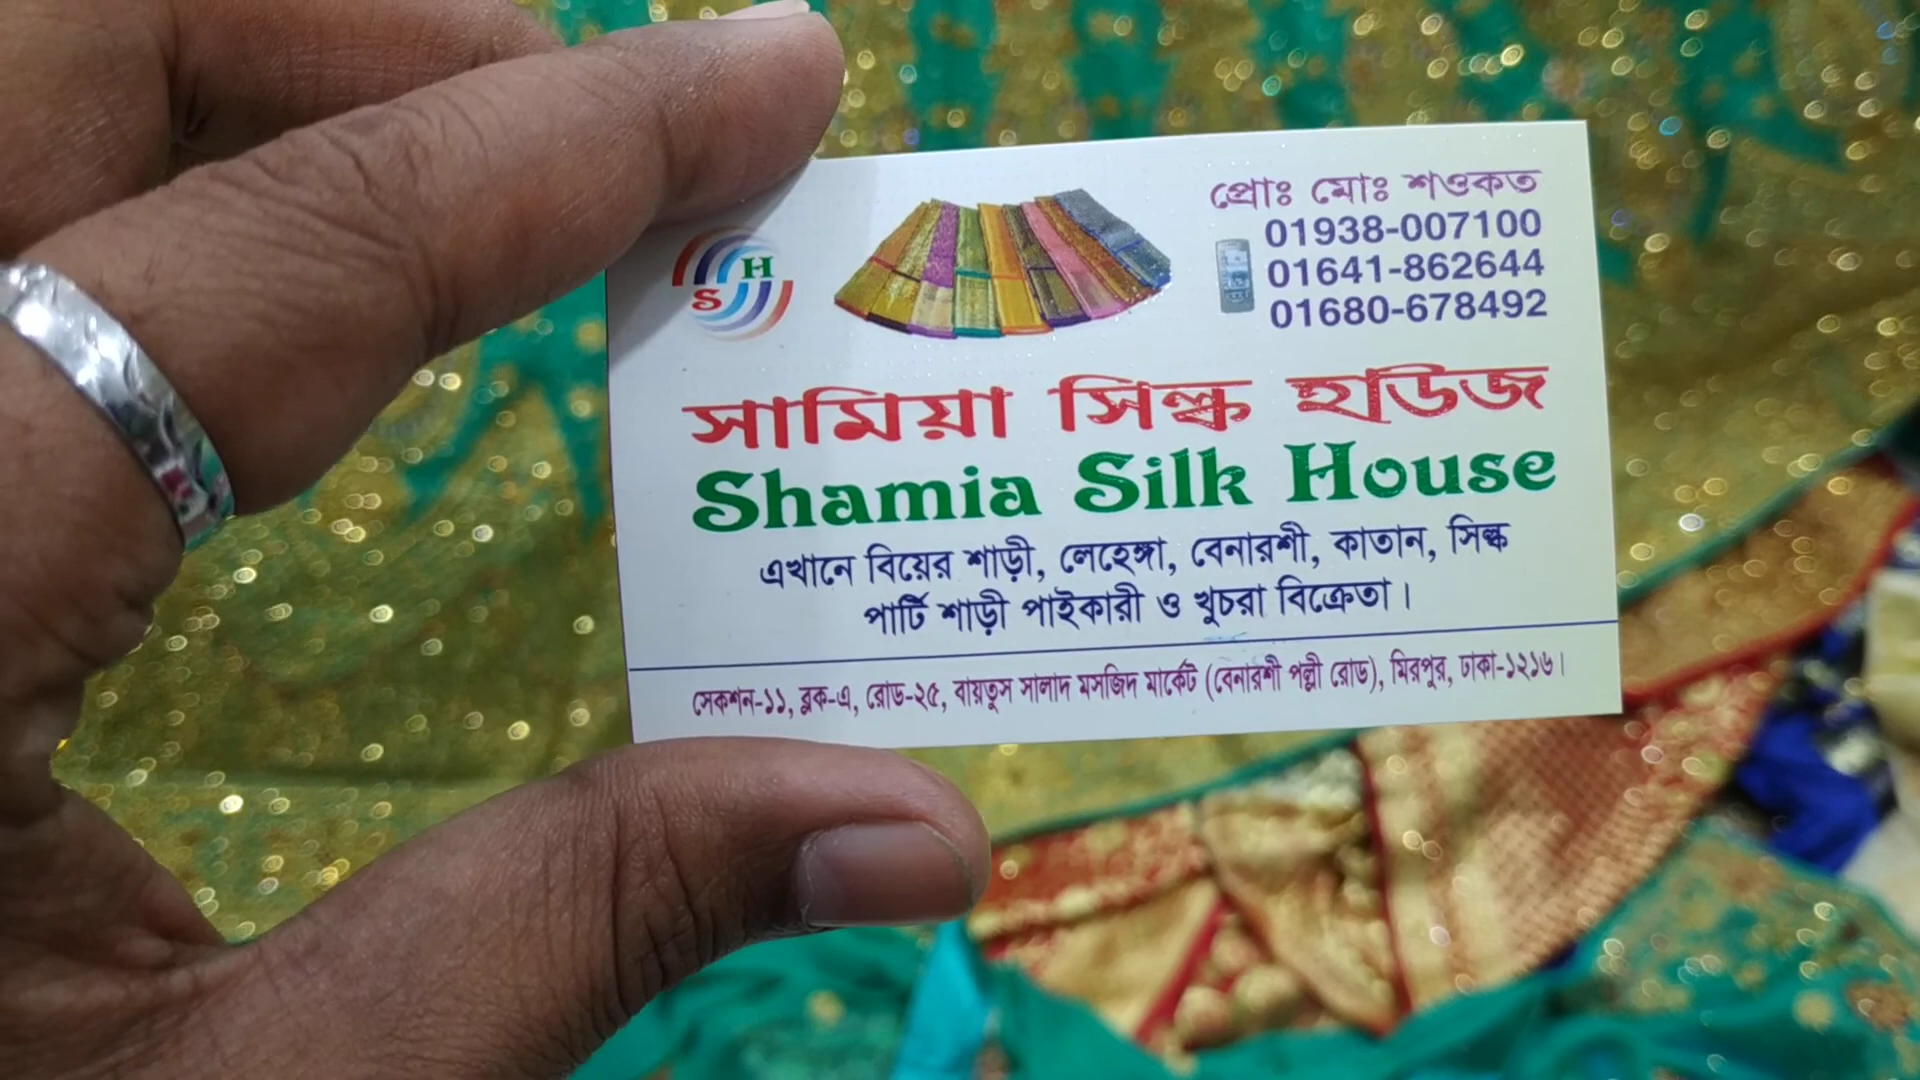 H
S
প্রোঃ মোঃ শওকত
01938-007100
01641-862644
01680-678492
সামিয়া সিল্ক হাউজ
Shamia Silk House
এখানে বিয়ের শাড়ী, লেহেঙ্গা, বেনারশী, কাতান, সিল্ক
পার্টি শাড়ী পাইকারী ও খুচরা বিক্রেতা।
সেকশন-১১, ব্লক-এ, রোড-২৫, বায়তুস সালাদ মসজিদ মার্কেট (বেনারশী পল্লী রোড), মিরপুর, ঢাকা-১২১৬।